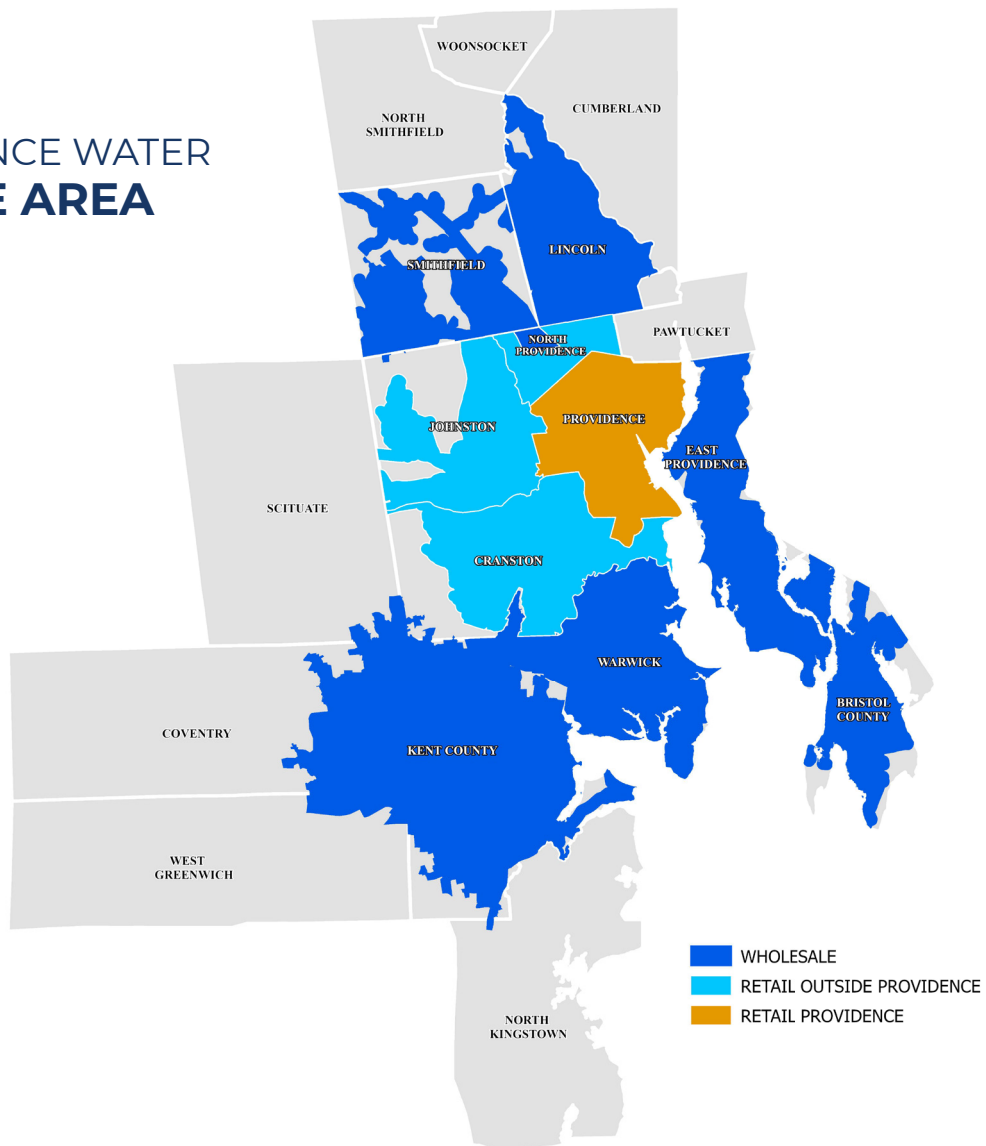 NCE WATER
E AREA
WOONSOCKET
NORTH
SMITHFIELD
CUMBERLAND
LINCOLN
SMITHFIELD
PAWTUCKET
NORTH
PROVIDENCE
PROVIDENCE
JOHNSTON
EAST
PROVIDENCE
SCITUATE
CRANSTON
WARWICK
BRISTOL
COUNTY
COVENTRY
KENT COUNTY
WEST
GREENWICH
WHOLESALE
RETAIL OUTSIDE PROVIDENCE
RETAIL PROVIDENCE
NORTH
KINGSTOWN